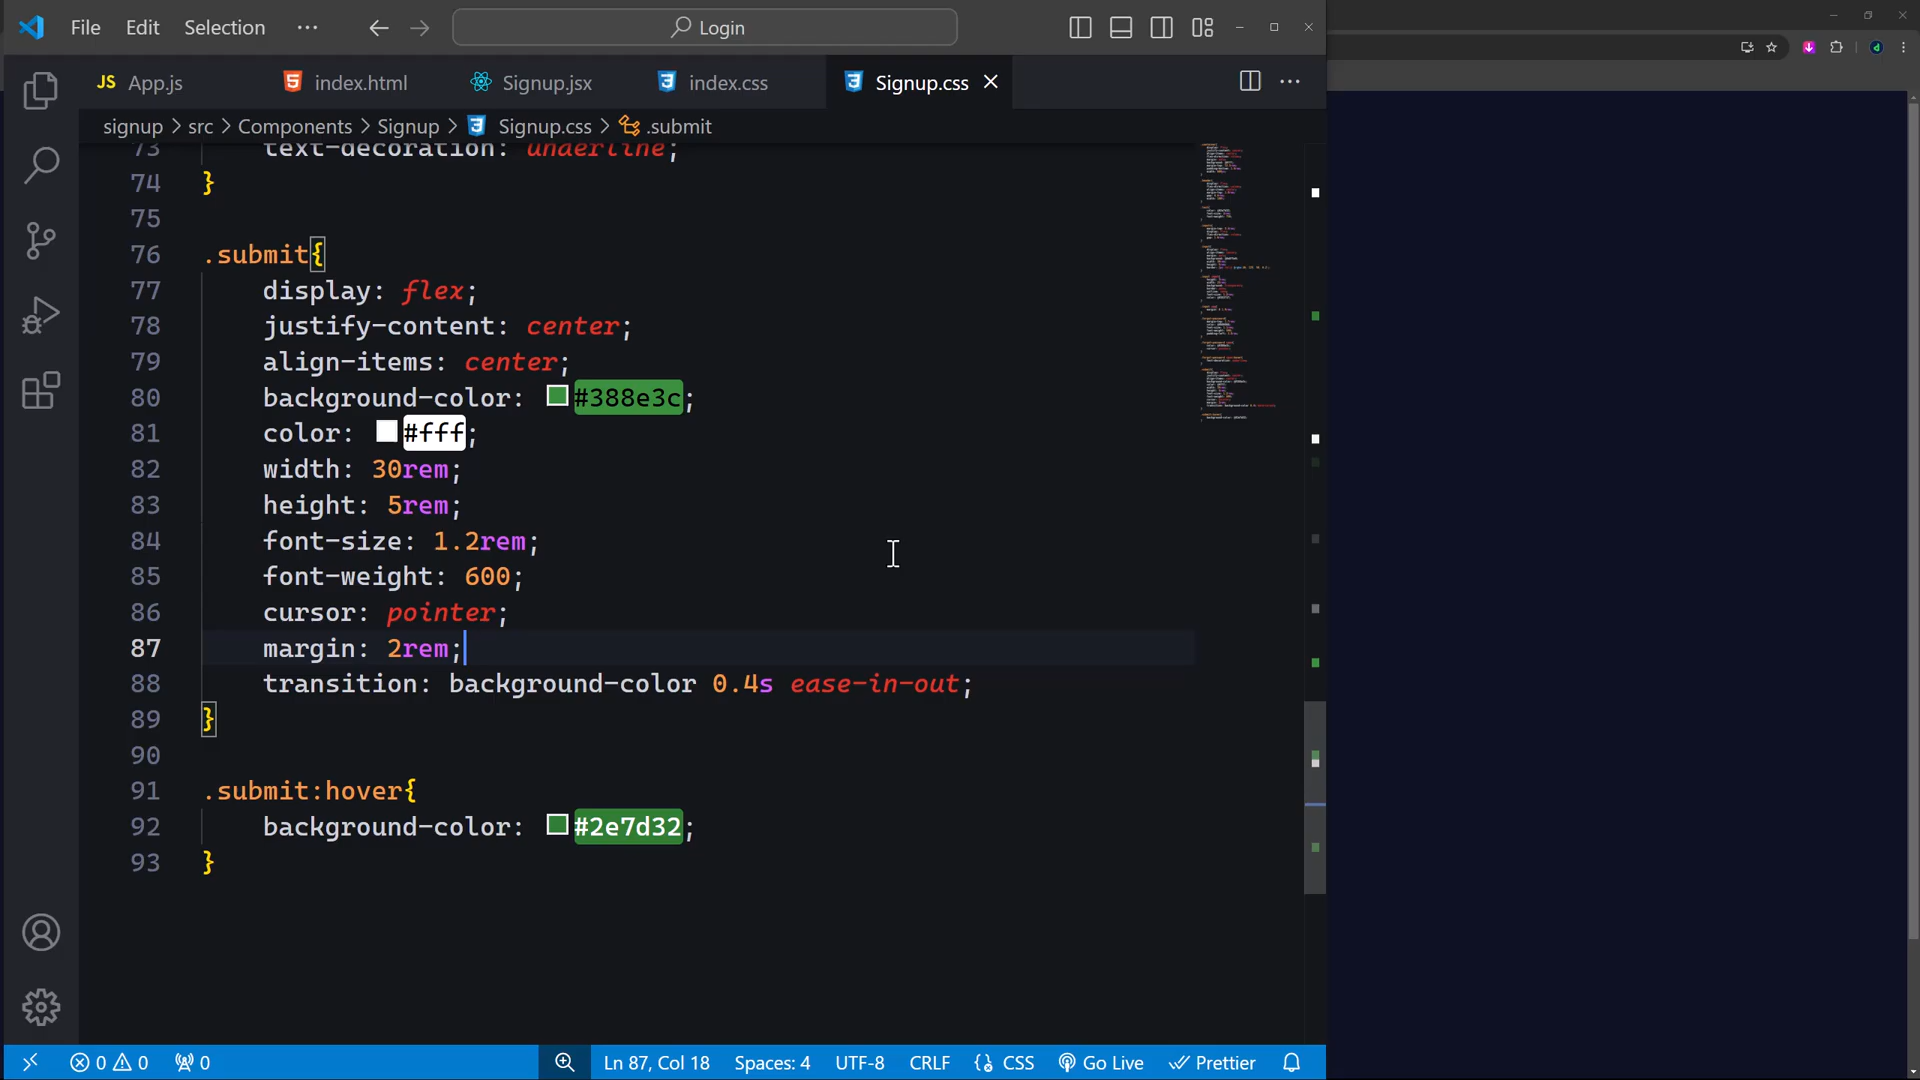 File Edit Selection ··· Login
JS App.js index.html Signup.jsx index.css Signup.css
signup > src > Components > Signup > Signup.css > .submit
73 text-decoration: underline;
74 }
75
76 .submit{
77 display: flex;
78 justify-content: center;
79 align-items: center;
80 background-color: #388e3c;
81 color: #fff;
82 width: 30rem;
83 height: 5rem;
84 font-size: 1.2rem;
85 font-weight: 600;
86 cursor: pointer;
87 margin: 2rem;
88 transition: background-color 0.4s ease-in-out;
89 }
90
91 .submit:hover{
92 background-color: #2e7d32;
93 }
0 0 0 Ln 87, Col 18 Spaces: 4 UTF-8 CRLF CSS Go Live Prettier